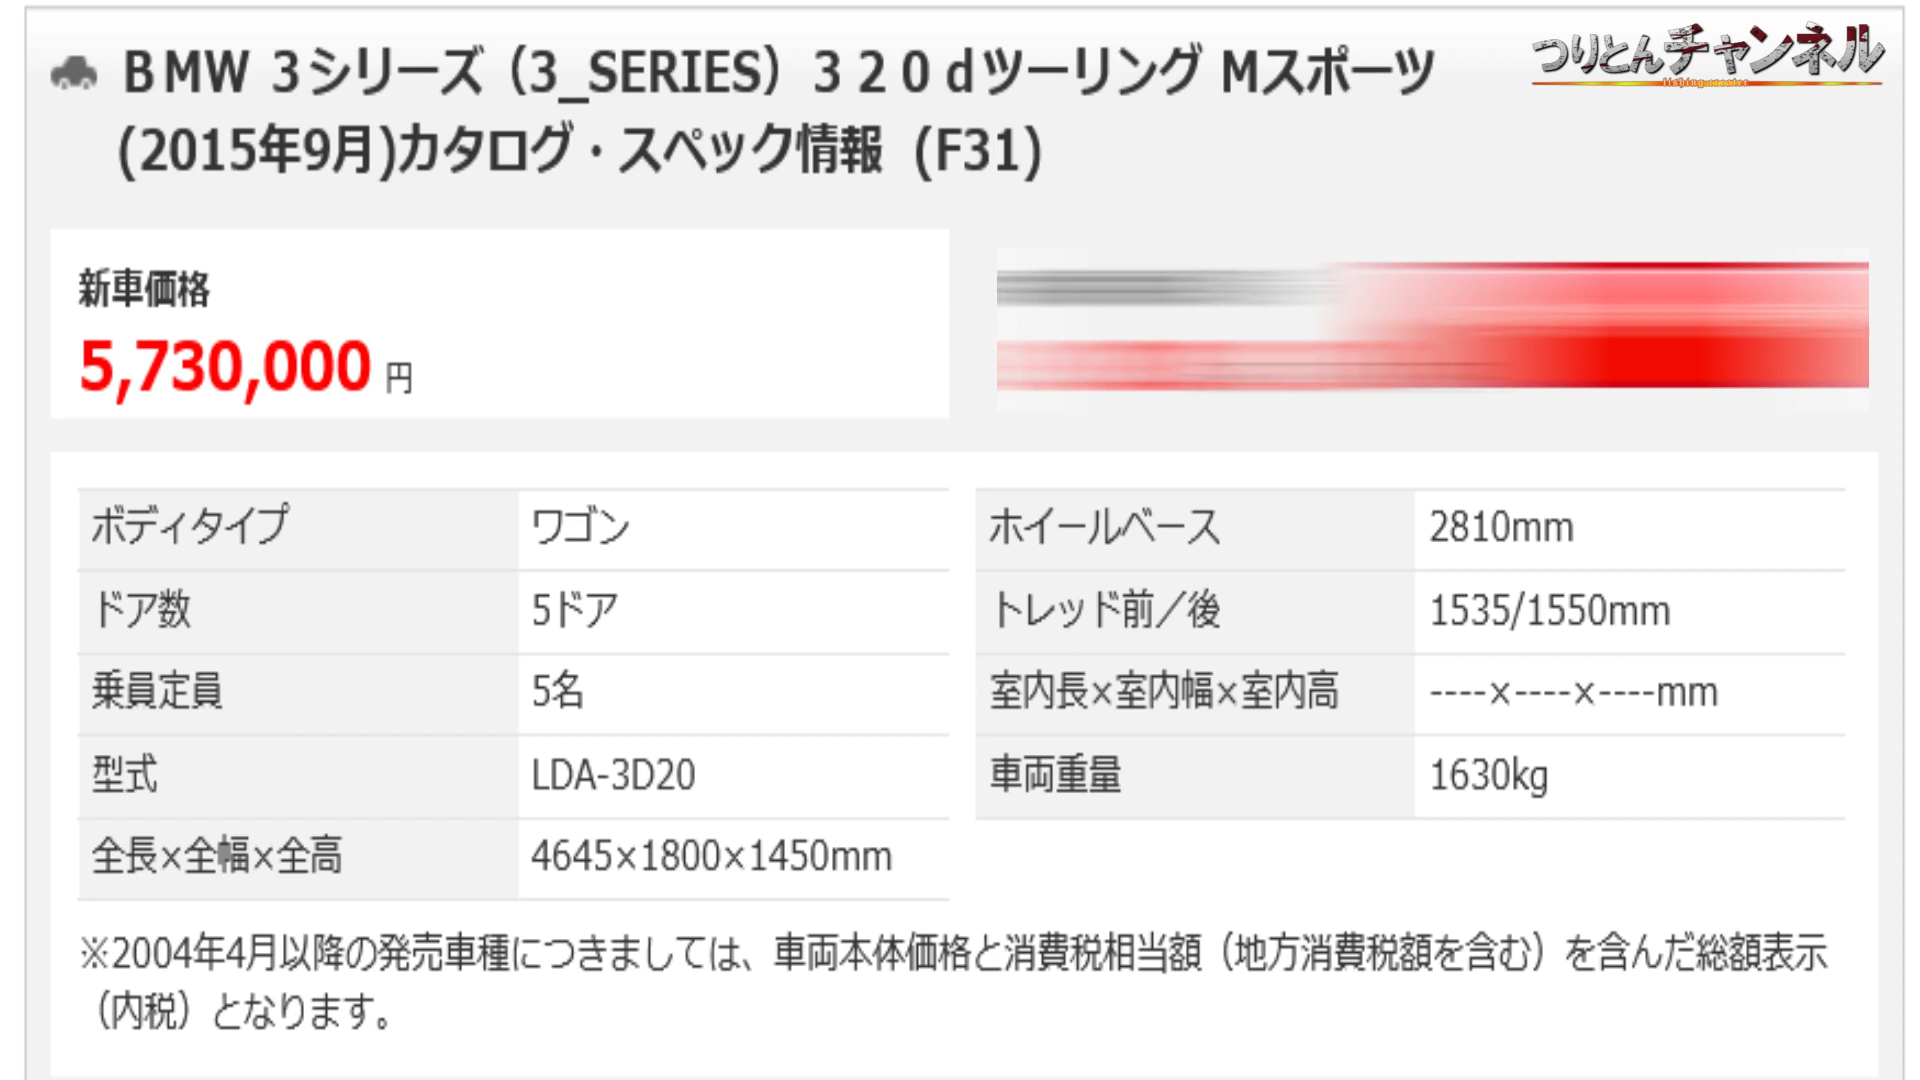 BMW 3シリーズ（3_SERIES）３２０ｄツーリング Mスポーツ
(2015年9月)カタログ・スペック情報 (F31)
つりとんチャンネル
fishing creater
新車価格
5,730,000 円
ボディタイプ ワゴン
ドア数 5ドア
乗員定員 5名
型式 LDA-3D20
全長×全幅×全高 4645×1800×1450mm
ホイールベース 2810mm
トレッド前／後 1535/1550mm
室内長×室内幅×室内高 ----×----×----mm
車両重量 1630kg
※2004年4月以降の発売車種につきましては、車両本体価格と消費税相当額（地方消費税額を含む）を含んだ総額表示
（内税）となります。